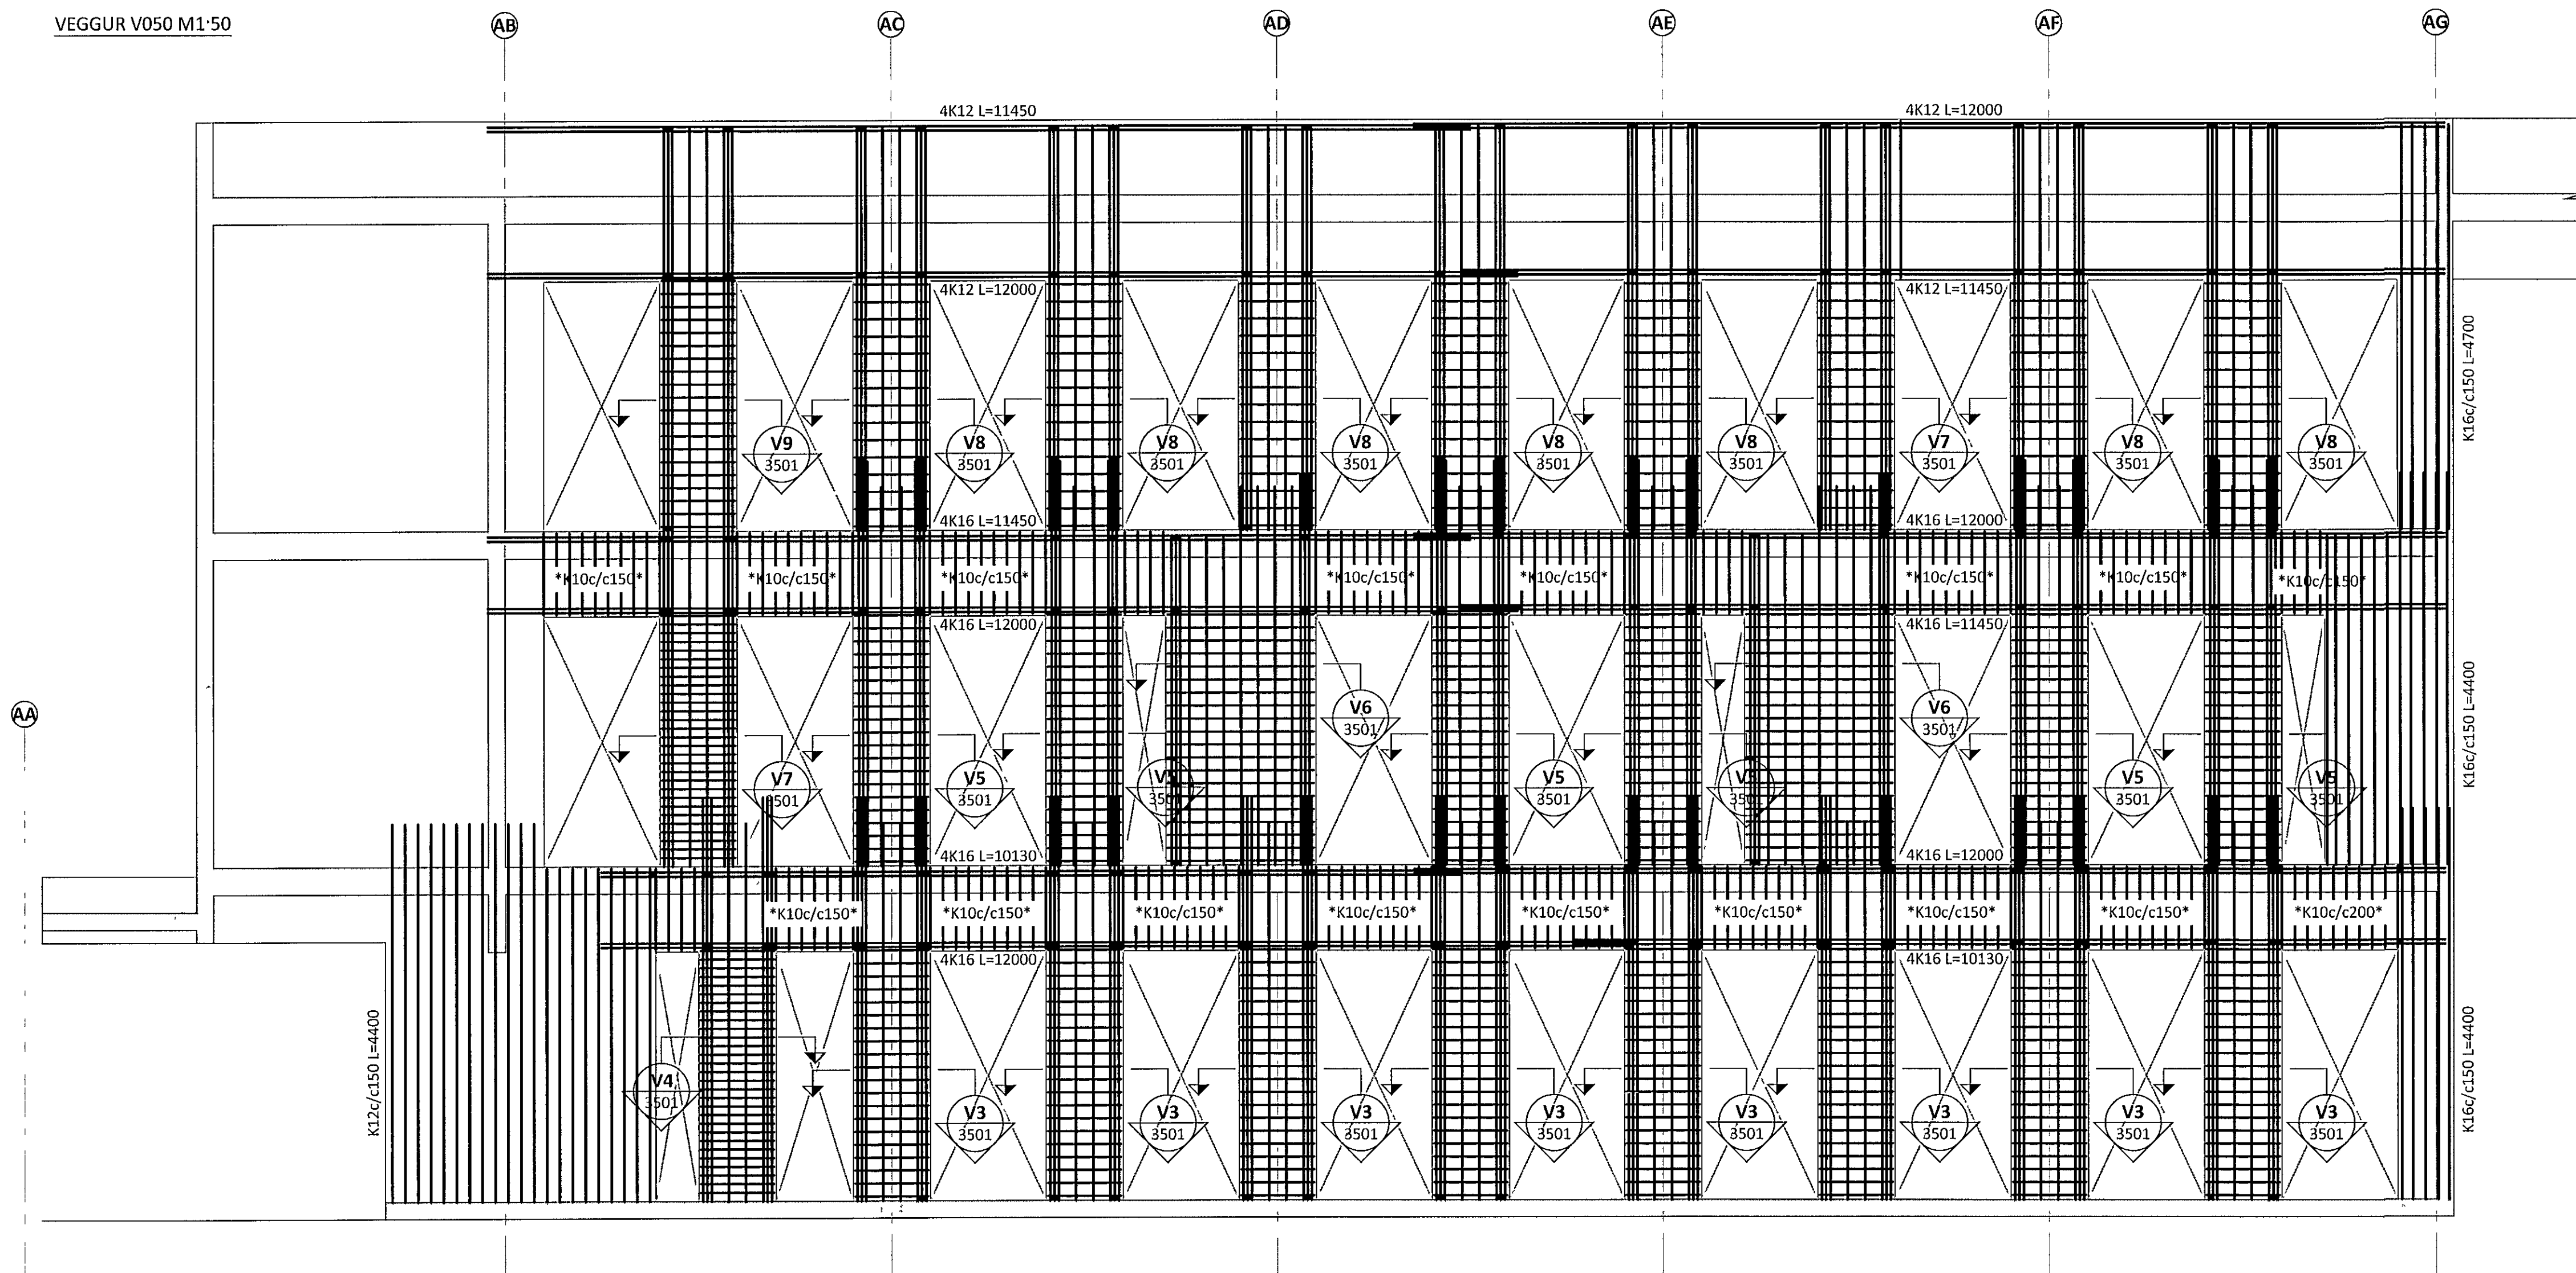 VEGGUR V050 M1:50
AB
AC
AD
AE
AF
AG
4K12 L=11450
4K12 L=12000
4K12 L=12000
4K12 L=11450
K16c/c150 L=4700
V9
3501
V8
3501
V8
3501
V8
3501
V8
3501
V8
3501
V7
3501
V8
3501
V8
3501
4K16 L=11450
4K16 L=12000
*K10c/c150*
*K10c/c150*
*K10c/c150*
*K10c/c150*
*K10c/c150*
*K10c/c150*
*K10c/c150*
*K10c/c150*
4K16 L=12000
4K16 L=11450
K16c/c150 L=4400
AA
V6
3501
V6
3501
V7
3501
V5
3501
V5
3501
V5
3501
V5
3501
V5
3501
V5
3501
4K16 L=10130
4K16 L=12000
*K10c/c150*
*K10c/c150*
*K10c/c150*
*K10c/c150*
*K10c/c150*
*K10c/c150*
*K10c/c150*
*K10c/c150*
*K10c/c200*
4K16 L=12000
4K16 L=10130
K12c/c150 L=4400
K16c/c150 L=4400
V4
3501
V3
3501
V3
3501
V3
3501
V3
3501
V3
3501
V3
3501
V3
3501
V3
3501